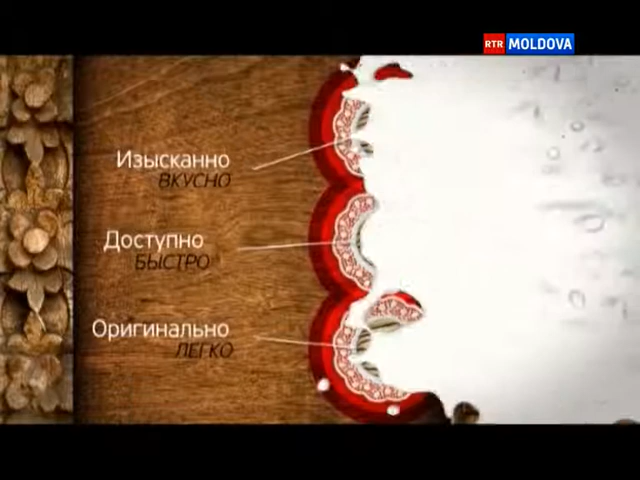 RTR MOLDOVA
Изысканно
ВКУСНО
Доступно
БЫСТРО
Оригинально
ЛЕГКО